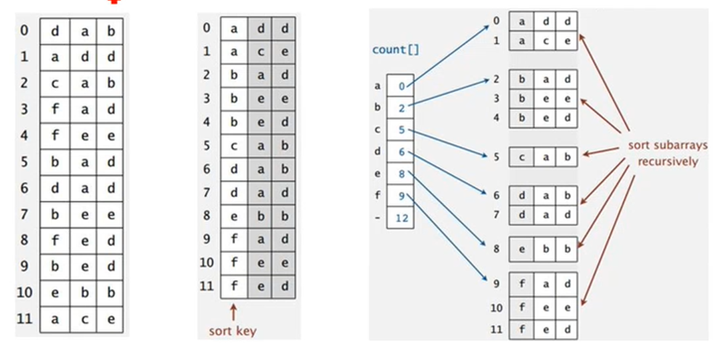 0 d a b
1 a d d
2 c a b
3 f a d
4 f e e
5 b a d
6 d a d
7 b e e
8 f e d
9 b e d
10 e b b
11 a c e
0 a d d
1 a c e
2 b a d
3 b e e
4 b e d
5 c a b
6 d a b
7 d a d
8 e b b
9 f a d
10 f e e
11 f e d
sort key
count[]
a 0
b 2
c 5
d 6
e 8
f 9
- 12
0 a d d
1 a c e
2 b a d
3 b e e
4 b e d
5 c a b
6 d a b
7 d a d
8 e b b
9 f a d
10 f e e
11 f e d
sort subarrays
recursively